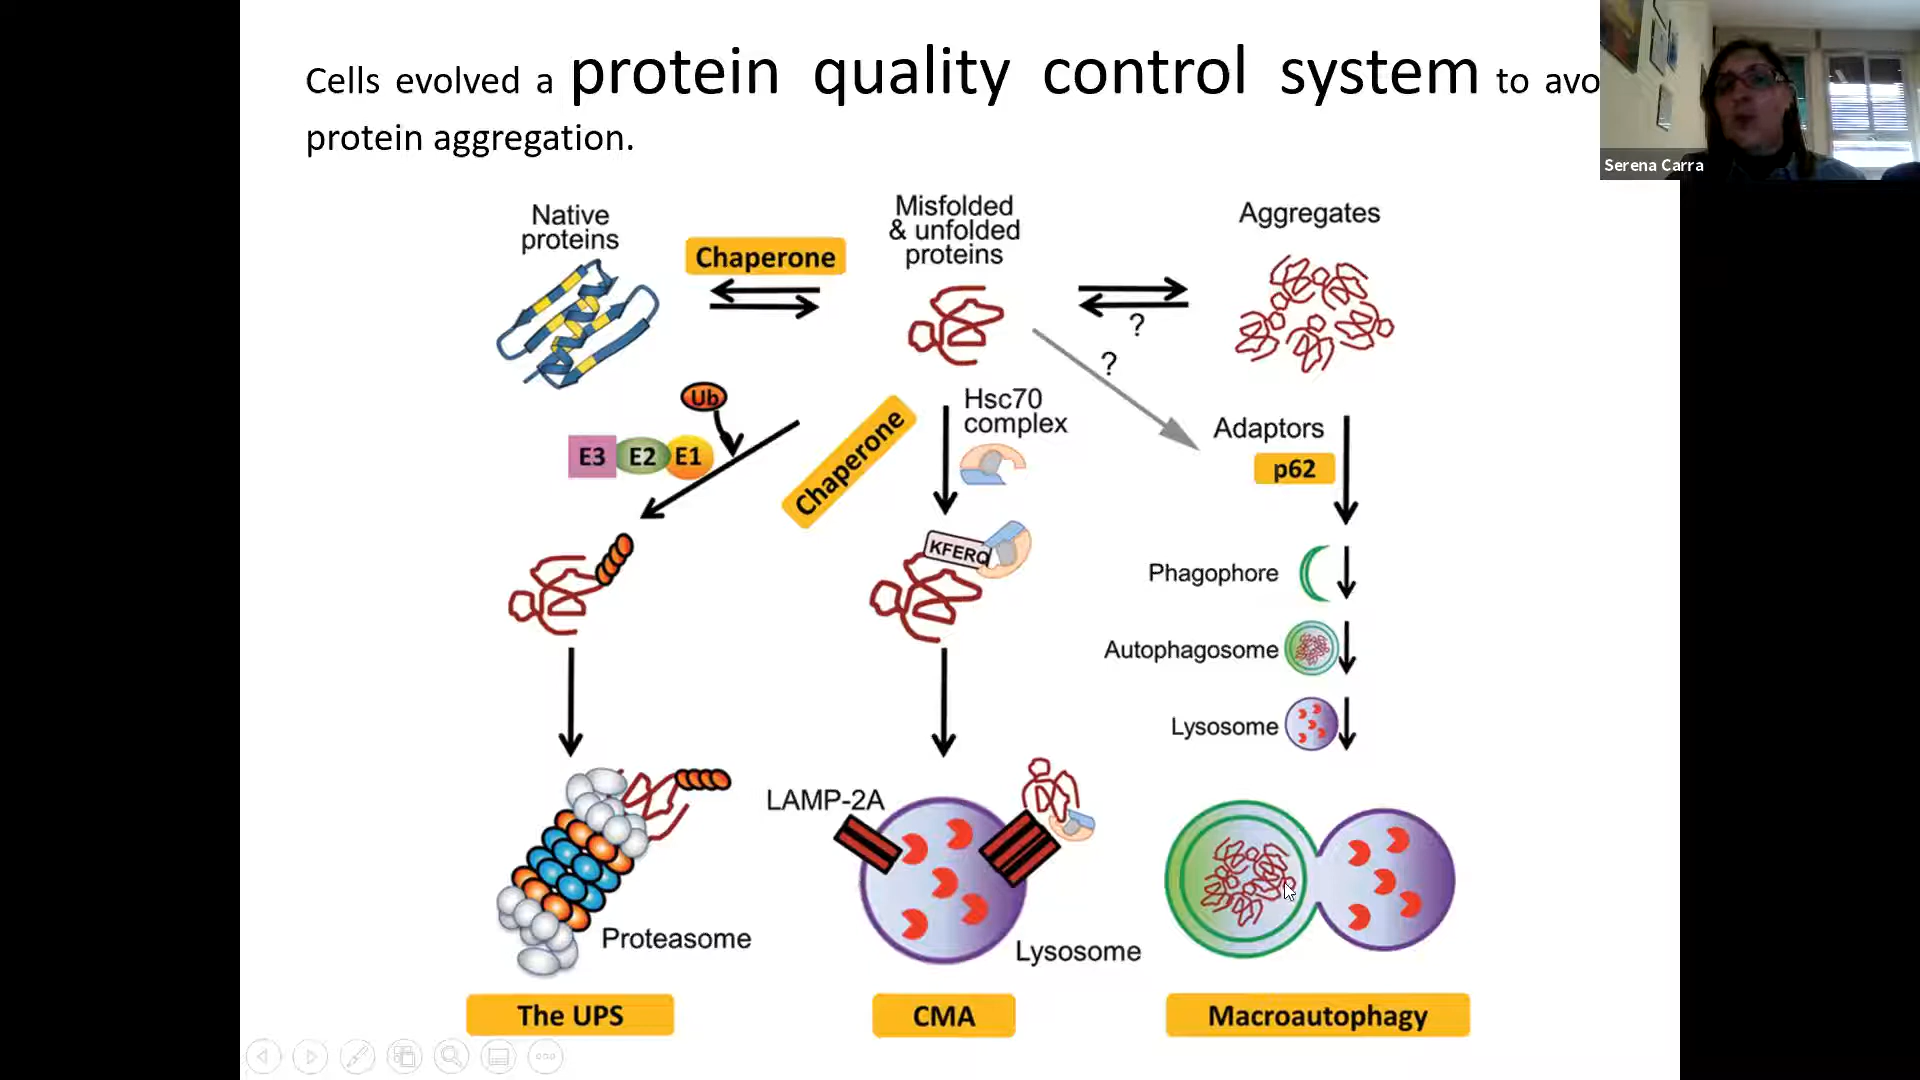 Cells evolved a protein quality control system to avo
protein aggregation.
Serena Carra
Native
proteins
Chaperone
Misfolded
& unfolded
proteins
Aggregates
?
?
Ub
E3 E2 E1
Chaperone
Hsc70
complex
Adaptors
p62
KFERQ
Phagophore
Autophagosome
Lysosome
LAMP-2A
Proteasome
Lysosome
The UPS
CMA
Macroautophagy